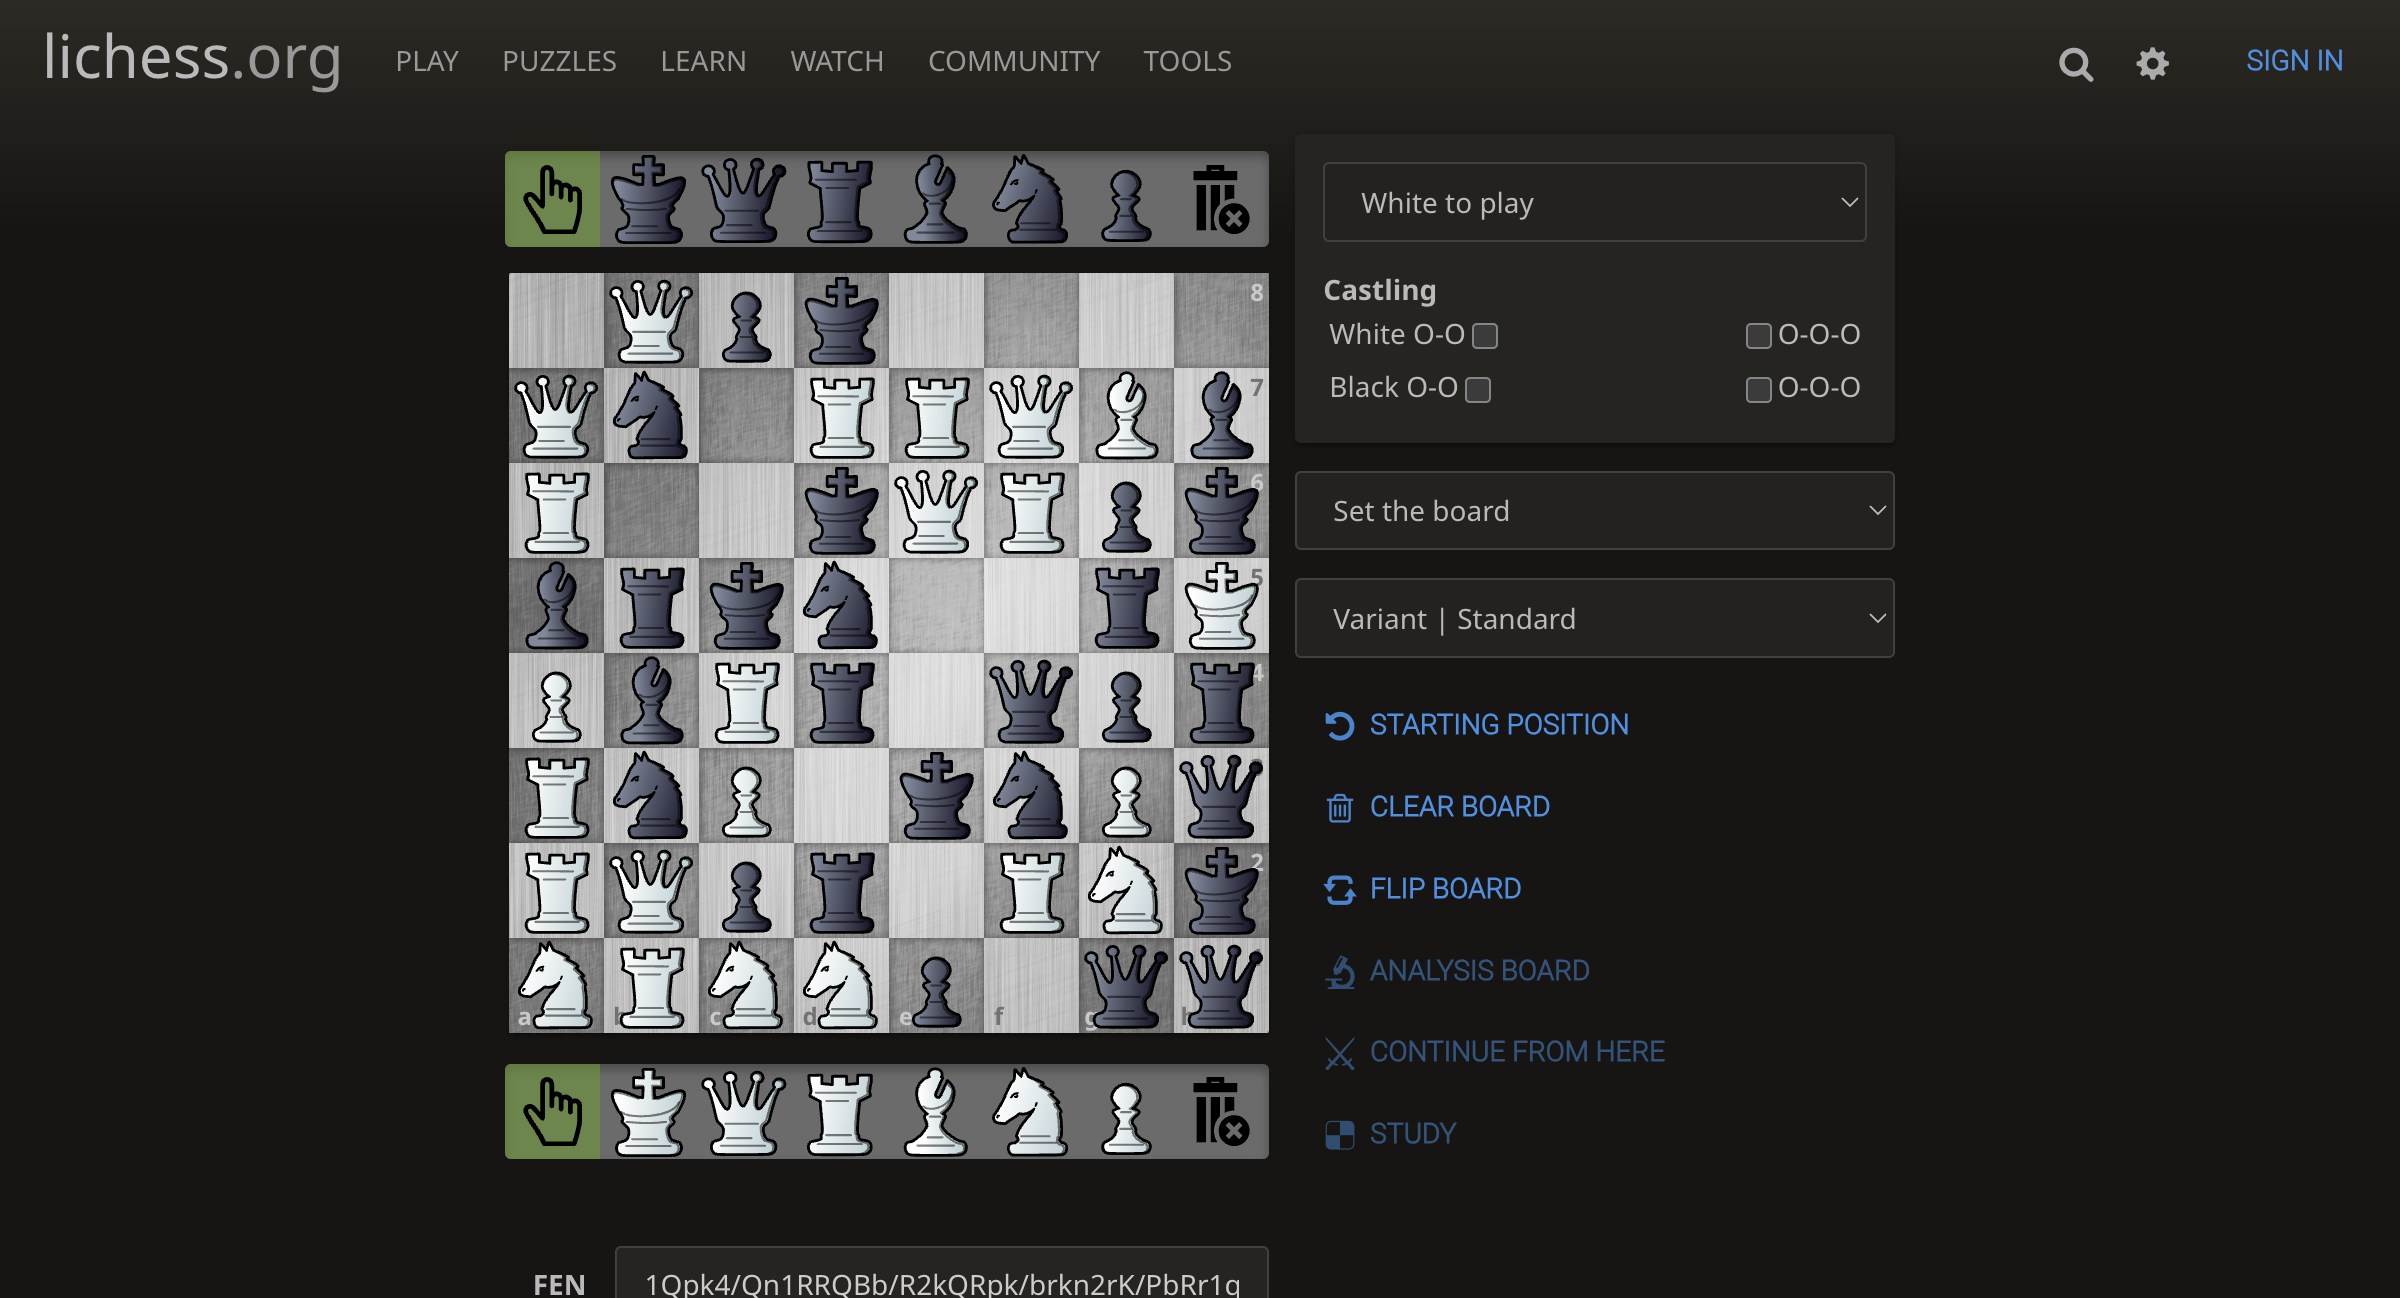 lichess.org PLAY PUZZLES LEARN WATCH COMMUNITY TOOLS SIGN IN
White to play
Castling
White O-O O-O-O
Black O-O O-O-O
Set the board
Variant | Standard
STARTING POSITION
CLEAR BOARD
FLIP BOARD
ANALYSIS BOARD
CONTINUE FROM HERE
STUDY
8
7
6
5
4
2
a c d e f g
FEN 1Qpk4/Qn1RRQBb/R2kQRpk/brkn2rK/PbRr1q